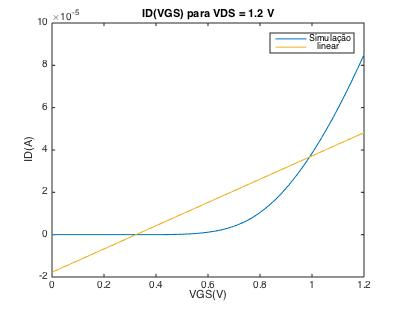 ID(VGS) para VDS = 1.2 V
×10⁻⁵
10
8
6
4
2
0
-2
ID(A)
Simulação
linear
0 0.2 0.4 0.6 0.8 1 1.2
VGS(V)